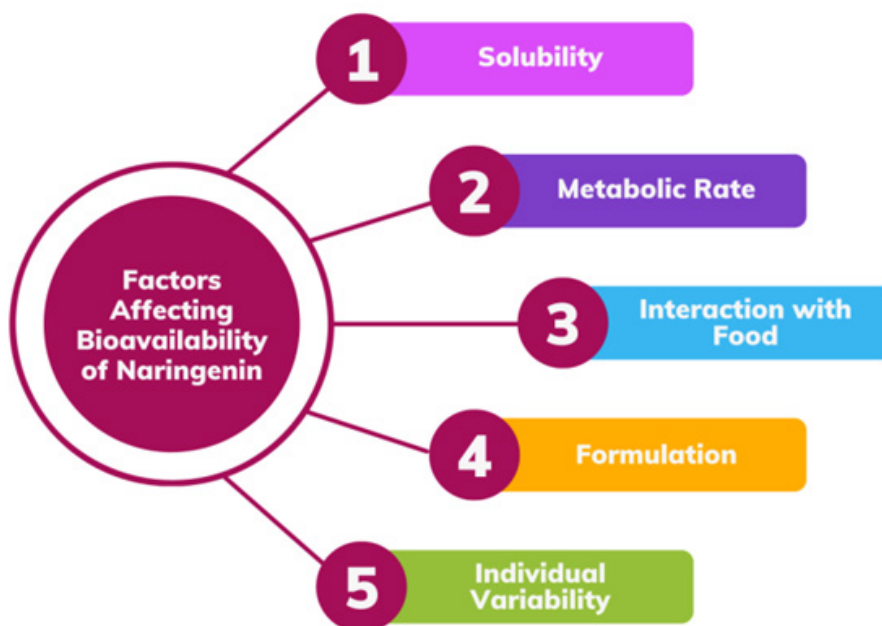 Factors
Affecting
Bioavailability
of Naringenin
1
Solubility
2
Metabolic Rate
3
Interaction with
Food
4
Formulation
5
Individual
Variability